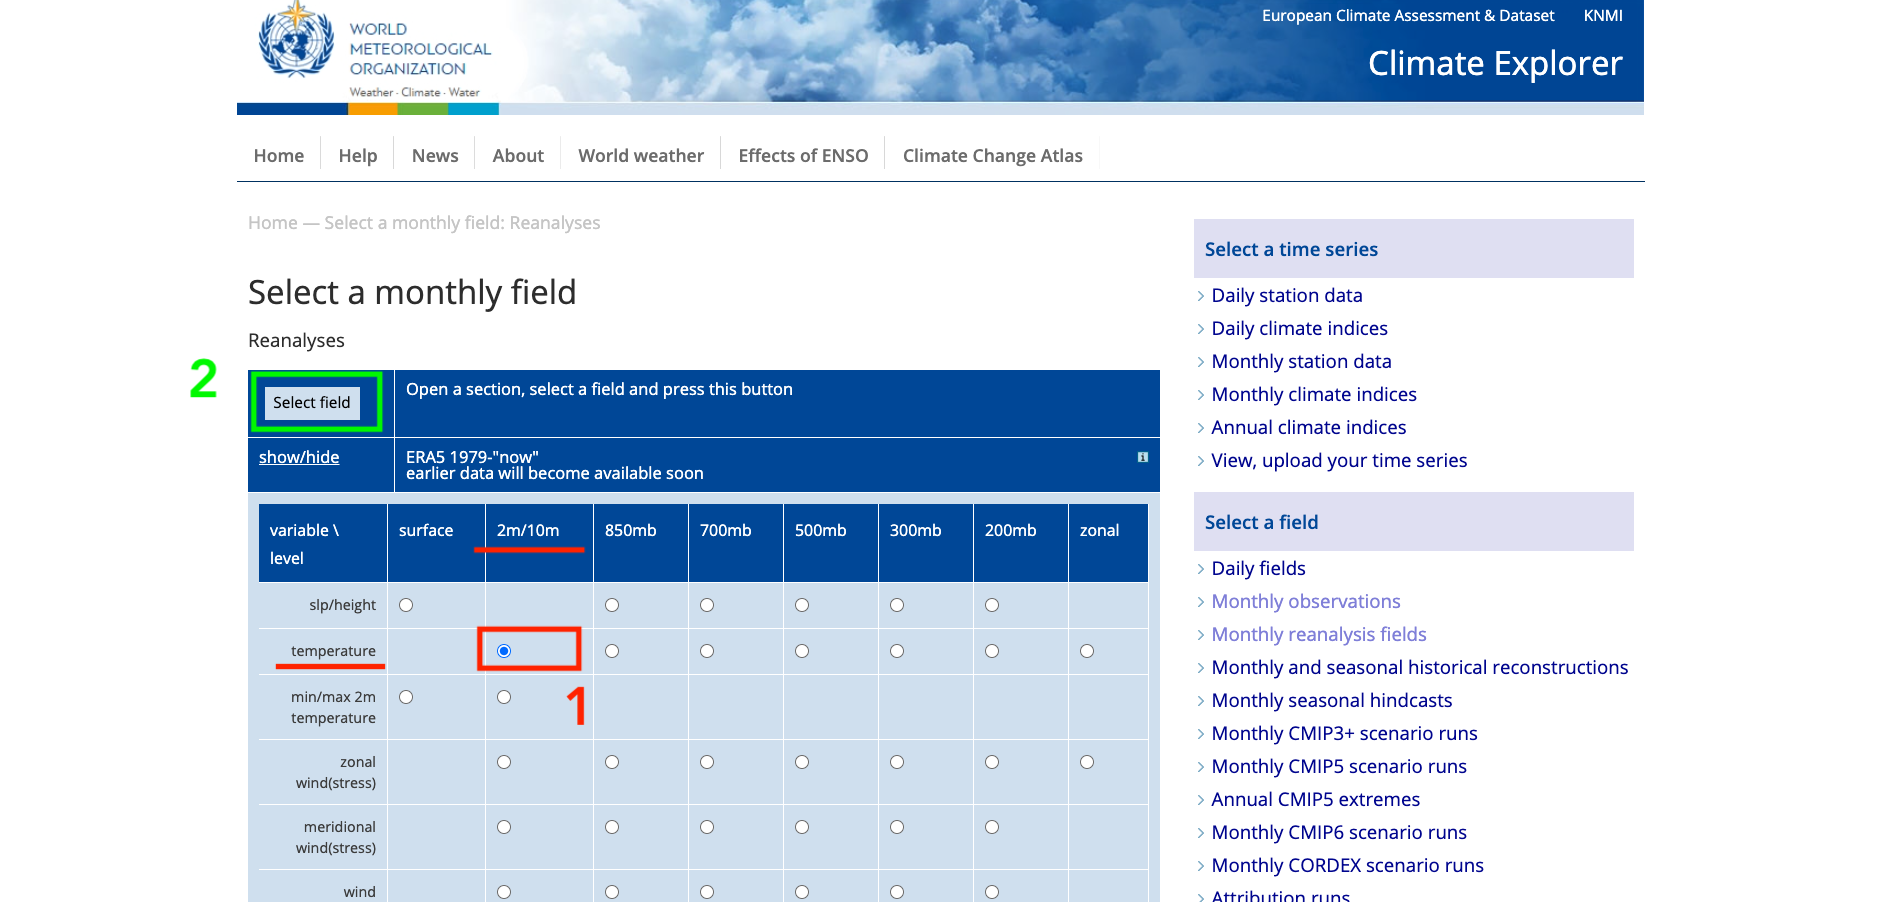 WORLD
METEOROLOGICAL
ORGANIZATION
Weather · Climate · Water
European Climate Assessment & Dataset KNMI
Climate Explorer
Home Help News About World weather Effects of ENSO Climate Change Atlas
Home — Select a monthly field: Reanalyses
Select a monthly field
Reanalyses
2
Select field Open a section, select a field and press this button
show/hide ERA5 1979-"now"
earlier data will become available soon
variable \ surface 2m/10m 850mb 700mb 500mb 300mb 200mb zonal
level
slp/height
temperature
1
min/max 2m
temperature
zonal
wind(stress)
meridional
wind(stress)
wind
Select a time series
Daily station data
Daily climate indices
Monthly station data
Monthly climate indices
Annual climate indices
View, upload your time series
Select a field
Daily fields
Monthly observations
Monthly reanalysis fields
Monthly and seasonal historical reconstructions
Monthly seasonal hindcasts
Monthly CMIP3+ scenario runs
Monthly CMIP5 scenario runs
Annual CMIP5 extremes
Monthly CMIP6 scenario runs
Monthly CORDEX scenario runs
Attribution runs